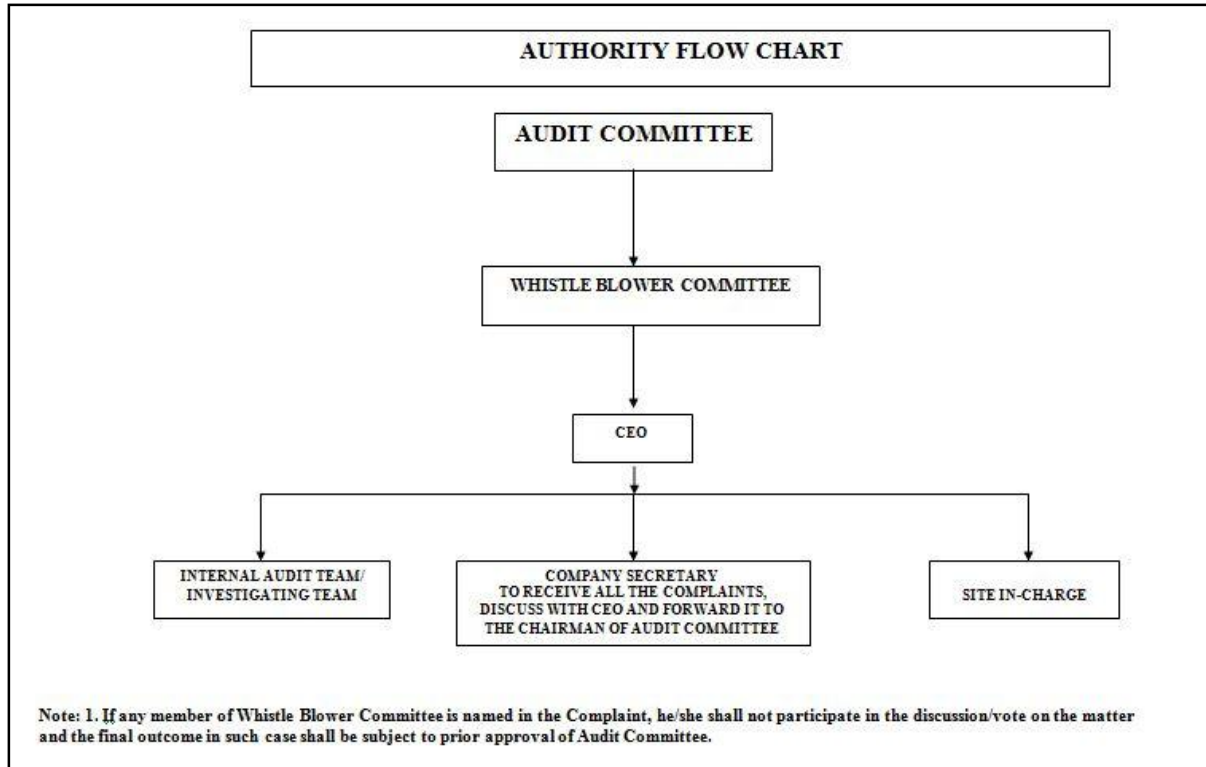 AUTHORITY FLOW CHART
AUDIT COMMITTEE
WHISTLE BLOWER COMMITTEE
CEO
INTERNAL AUDIT TEAM/
INVESTIGATING TEAM
COMPANY SECRETARY
TO RECEIVE ALL THE COMPLAINTS,
DISCUSS WITH CEO AND FORWARD IT TO
THE CHAIRMAN OF AUDIT COMMITTEE
SITE IN-CHARGE
Note: 1. If any member of Whistle Blower Committee is named in the Complaint, he/she shall not participate in the discussion/vote on the matter
and the final outcome in such case shall be subject to prior approval of Audit Committee.